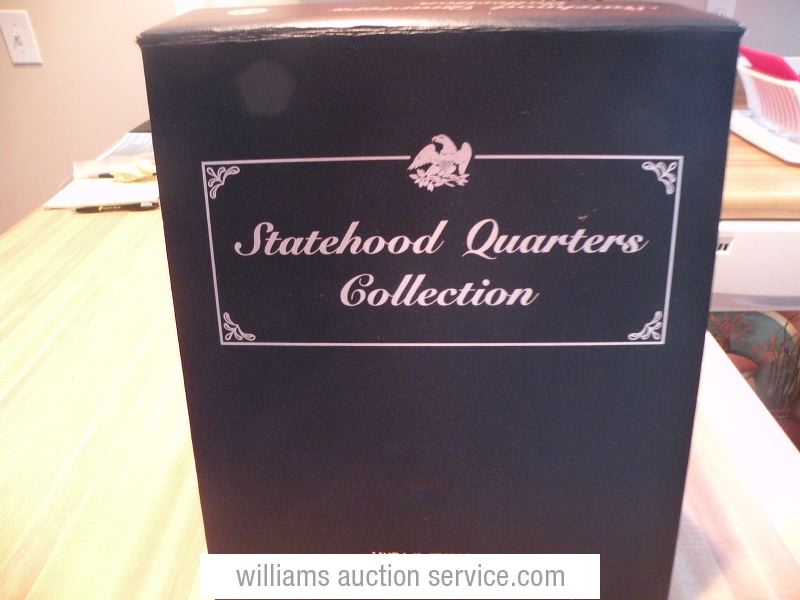 Statehood Quarters
Collection
williams auction service.com